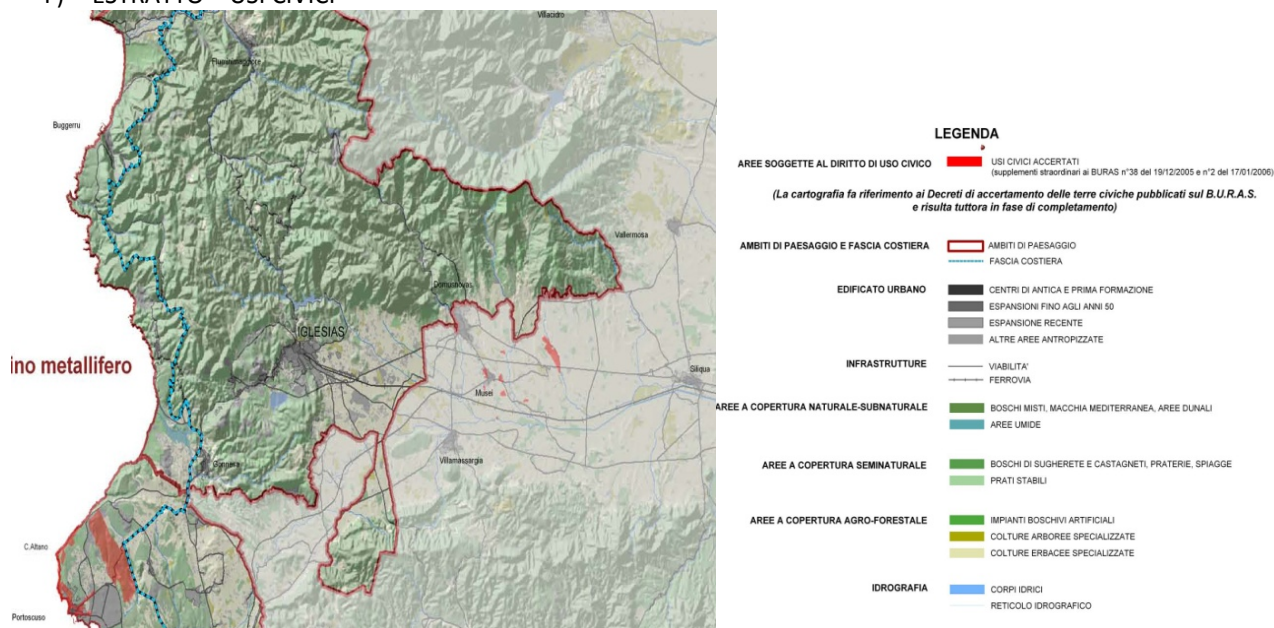 ESTRATTO USI CIVICI
Villacidro
Fluminimaggiore
Buggerru
Vallermosa
Domusnovas
IGLESIAS
ino metallifero
Siliqua
Musei
Villamassargia
Gonnesa
C.Altano
Portoscuso
LEGENDA
AREE SOGGETTE AL DIRITTO DI USO CIVICO
USI CIVICI ACCERTATI
(supplementi straordinari ai BURAS n°38 del 19/12/2005 e n°2 del 17/01/2006)
(La cartografia fa riferimento ai Decreti di accertamento delle terre civiche pubblicati sul B.U.R.A.S.
e risulta tuttora in fase di completamento)
AMBITI DI PAESAGGIO E FASCIA COSTIERA
AMBITI DI PAESAGGIO
FASCIA COSTIERA
EDIFICATO URBANO
CENTRI DI ANTICA E PRIMA FORMAZIONE
ESPANSIONI FINO AGLI ANNI 50
ESPANSIONE RECENTE
ALTRE AREE ANTROPIZZATE
INFRASTRUTTURE
VIABILITA'
FERROVIA
AREE A COPERTURA NATURALE-SUBNATURALE
BOSCHI MISTI, MACCHIA MEDITERRANEA, AREE DUNALI
AREE UMIDE
AREE A COPERTURA SEMINATURALE
BOSCHI DI SUGHERETE E CASTAGNETI, PRATERIE, SPIAGGE
PRATI STABILI
AREE A COPERTURA AGRO-FORESTALE
IMPIANTI BOSCHIVI ARTIFICIALI
COLTURE ARBOREE SPECIALIZZATE
COLTURE ERBACEE SPECIALIZZATE
IDROGRAFIA
CORPI IDRICI
RETICOLO IDROGRAFICO